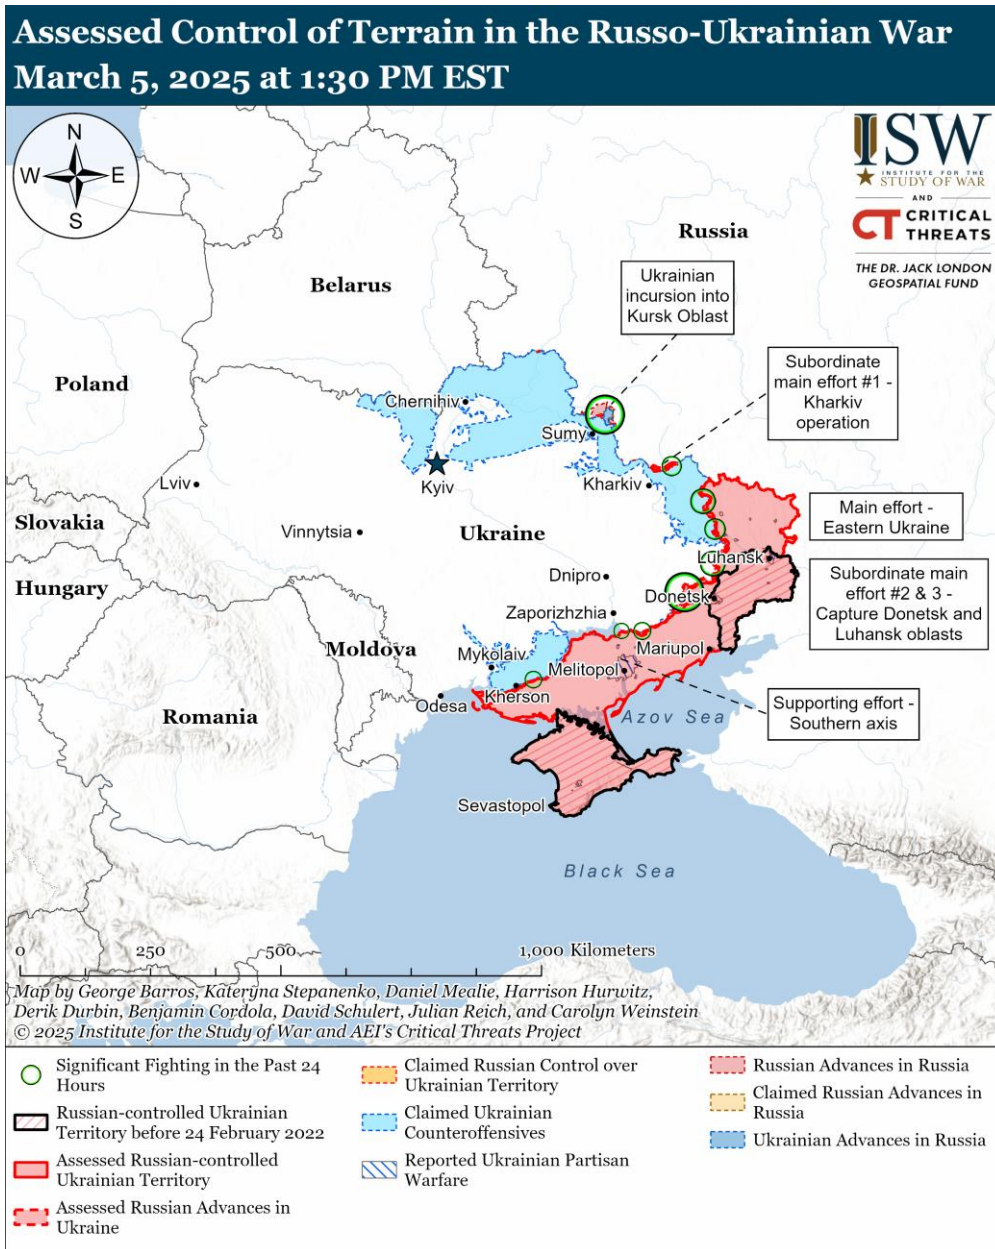 Assessed Control of Terrain in the Russo-Ukrainian War
March 5, 2025 at 1:30 PM EST
N
W
E
S
ISW
INSTITUTE FOR THE
STUDY OF WAR
AND
CT CRITICAL
THREATS
THE DR. JACK LONDON
GEOSPATIAL FUND
Russia
Ukrainian
incursion into
Kursk Oblast
Belarus
Subordinate
main effort #1 -
Kharkiv
operation
Poland
Chernihiv
Sumy
Lviv
Kyiv
Kharkiv
Slovakia
Vinnytsia
Ukraine
Main effort -
Eastern Ukraine
Luhansk
Hungary
Dnipro
Donetsk
Subordinate main
effort #2 & 3 -
Capture Donetsk and
Luhansk oblasts
Zaporizhzhia
Moldova
Mykolaiv
Mariupol
Melitopol
Kherson
Odesa
Romania
Azov Sea
Supporting effort -
Southern axis
Sevastopol
Black Sea
0
250
500
1,000 Kilometers
Map by George Barros, Kateryna Stepanenko, Daniel Mealie, Harrison Hurwitz,
Derik Durbin, Benjamin Cordola, David Schulert, Julian Reich, and Carolyn Weinstein
© 2025 Institute for the Study of War and AEI's Critical Threats Project
Significant Fighting in the Past 24
Hours
Russian-controlled Ukrainian
Territory before 24 February 2022
Assessed Russian-controlled
Ukrainian Territory
Assessed Russian Advances in
Ukraine
Claimed Russian Control over
Ukrainian Territory
Claimed Ukrainian
Counteroffensives
Reported Ukrainian Partisan
Warfare
Russian Advances in Russia
Claimed Russian Advances in
Russia
Ukrainian Advances in Russia